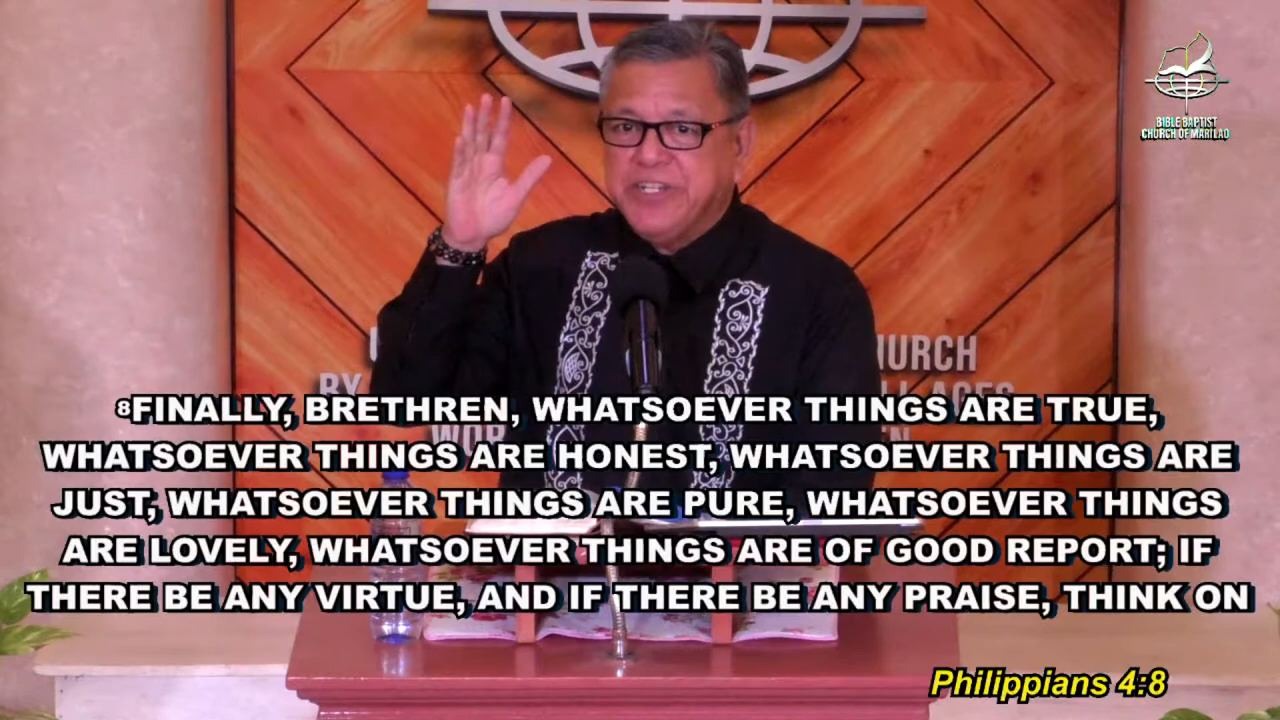 BIBLE BAPTIST
CHURCH OF MARILAO
BY
⁸FINALLY, BRETHREN, WHATSOEVER THINGS ARE TRUE,
WHATSOEVER THINGS ARE HONEST, WHATSOEVER THINGS ARE
JUST, WHATSOEVER THINGS ARE PURE, WHATSOEVER THINGS
ARE LOVELY, WHATSOEVER THINGS ARE OF GOOD REPORT; IF
THERE BE ANY VIRTUE, AND IF THERE BE ANY PRAISE, THINK ON
Philippians 4:8